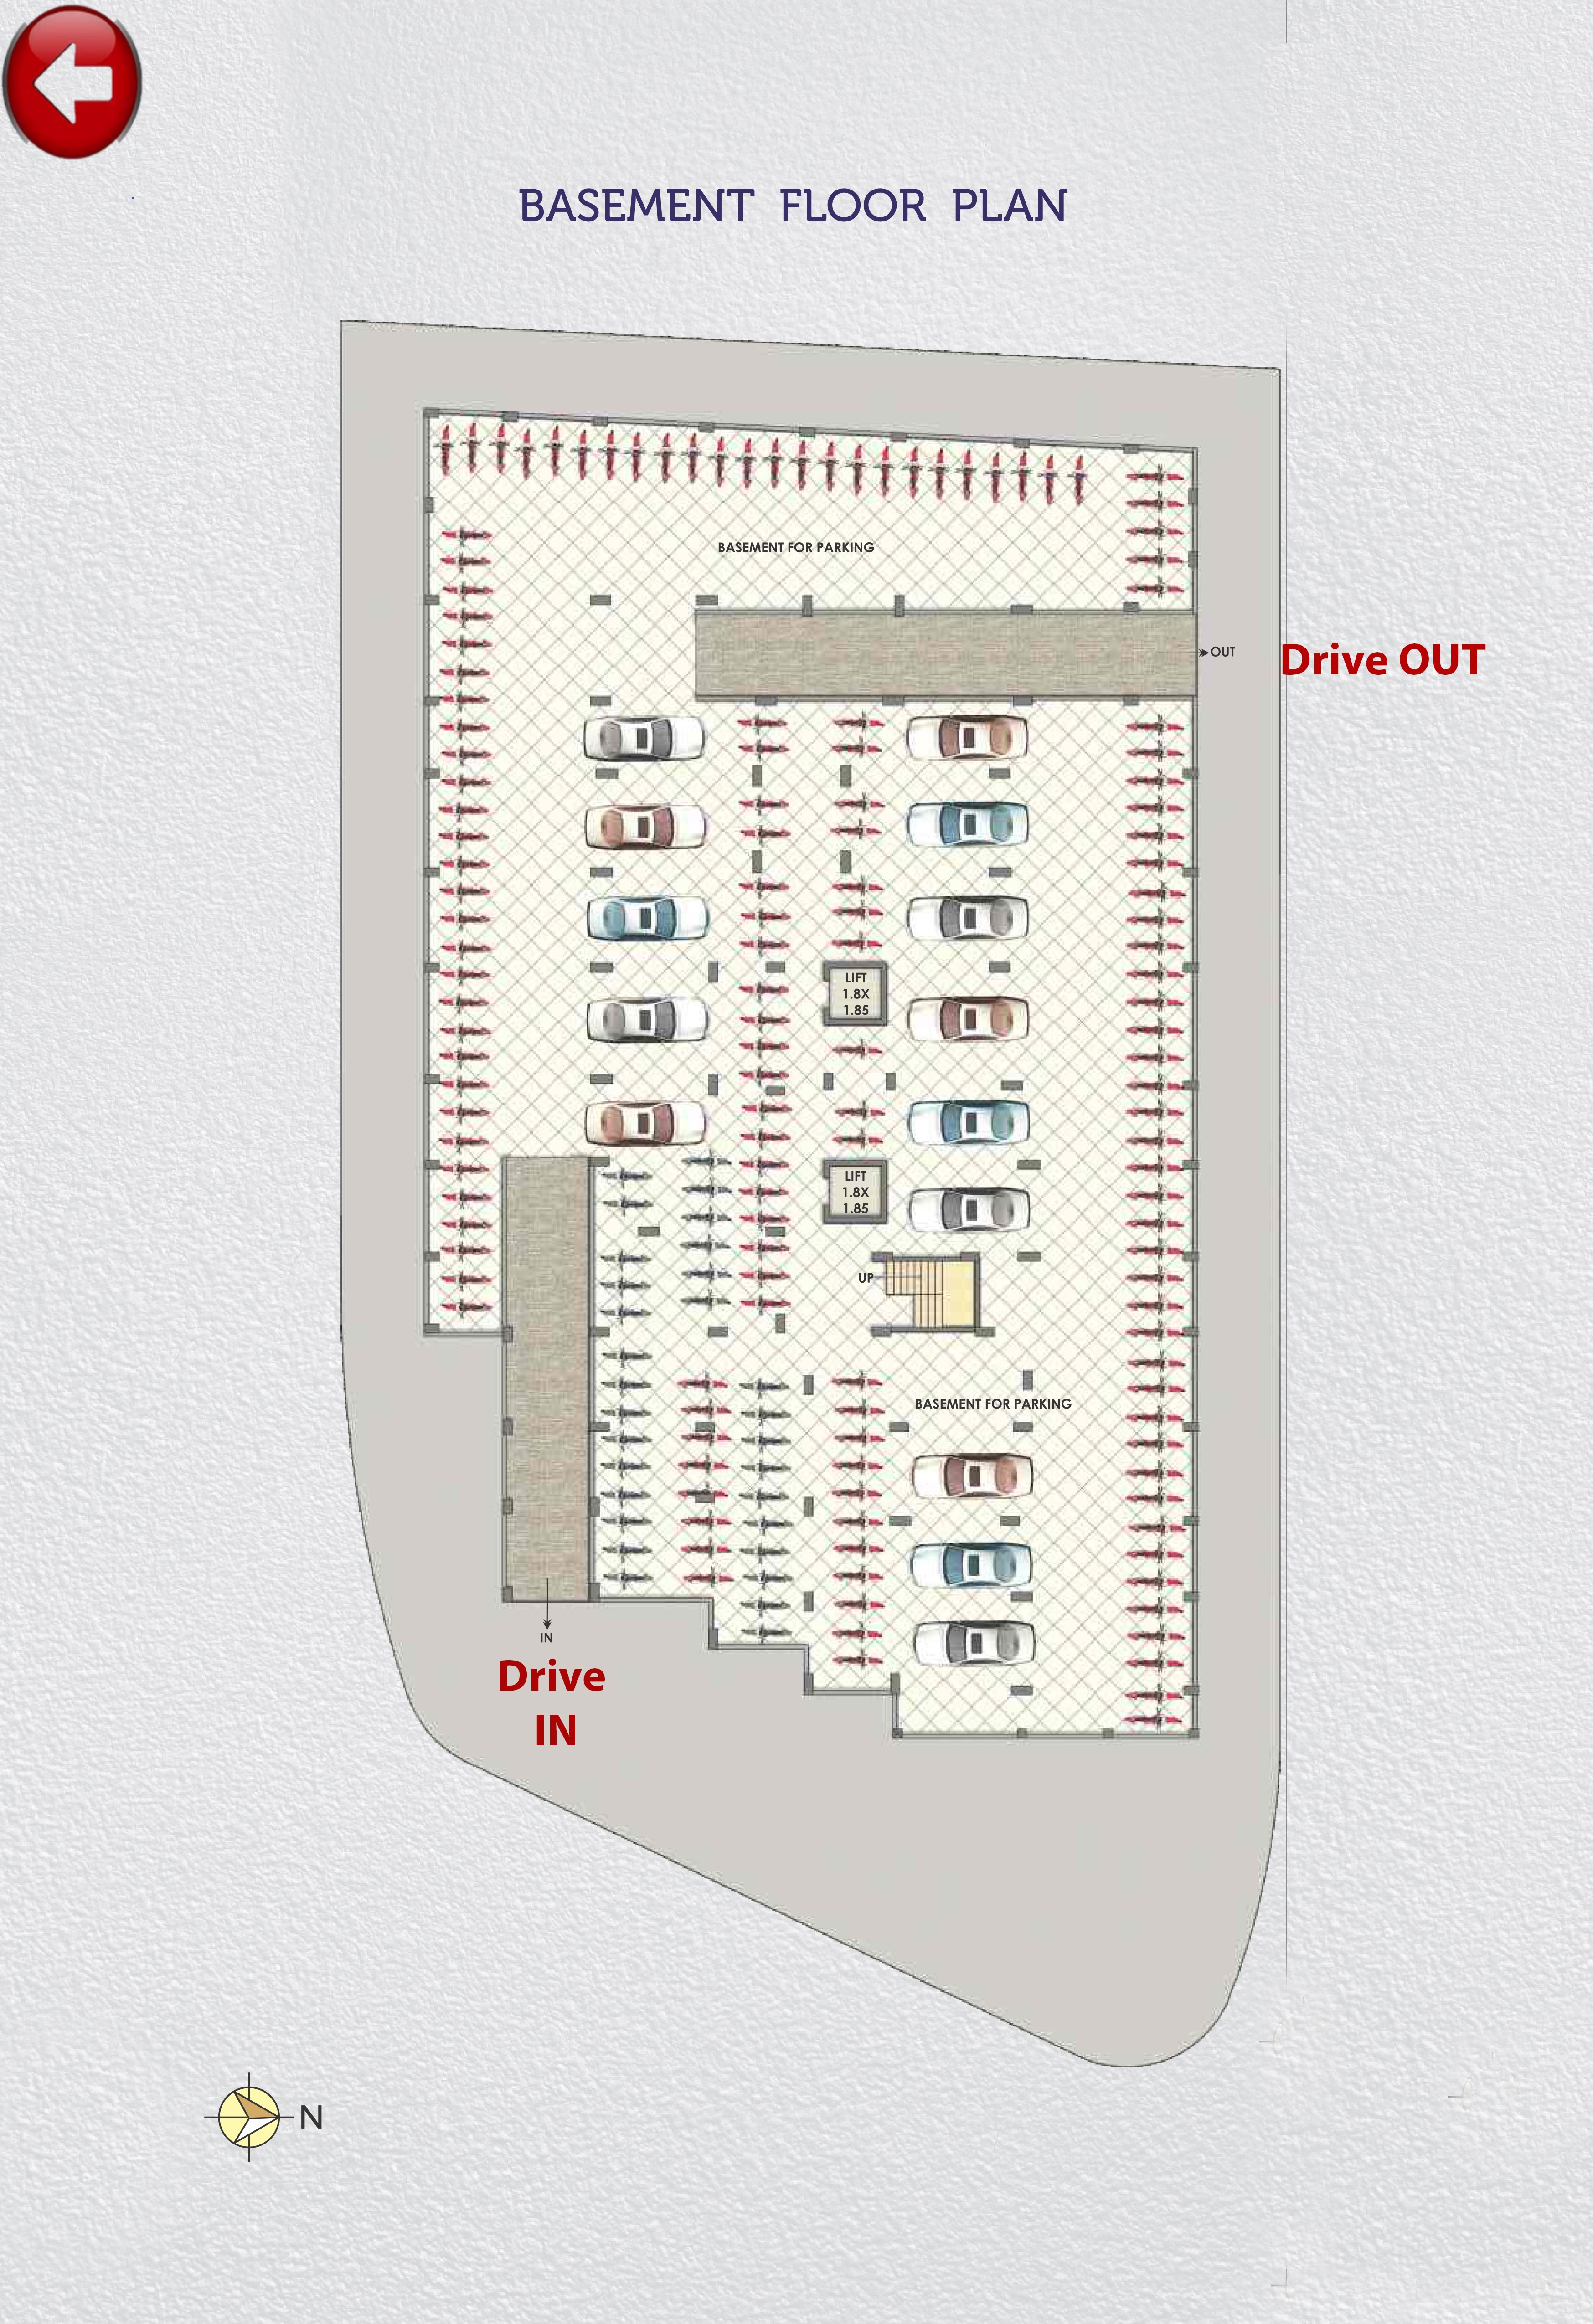 BASEMENT FLOOR PLAN
BASEMENT FOR PARKING
OUT
Drive OUT
LIFT
1.8X
1.85
LIFT
1.8X
1.85
UP
BASEMENT FOR PARKING
IN
Drive
IN
N